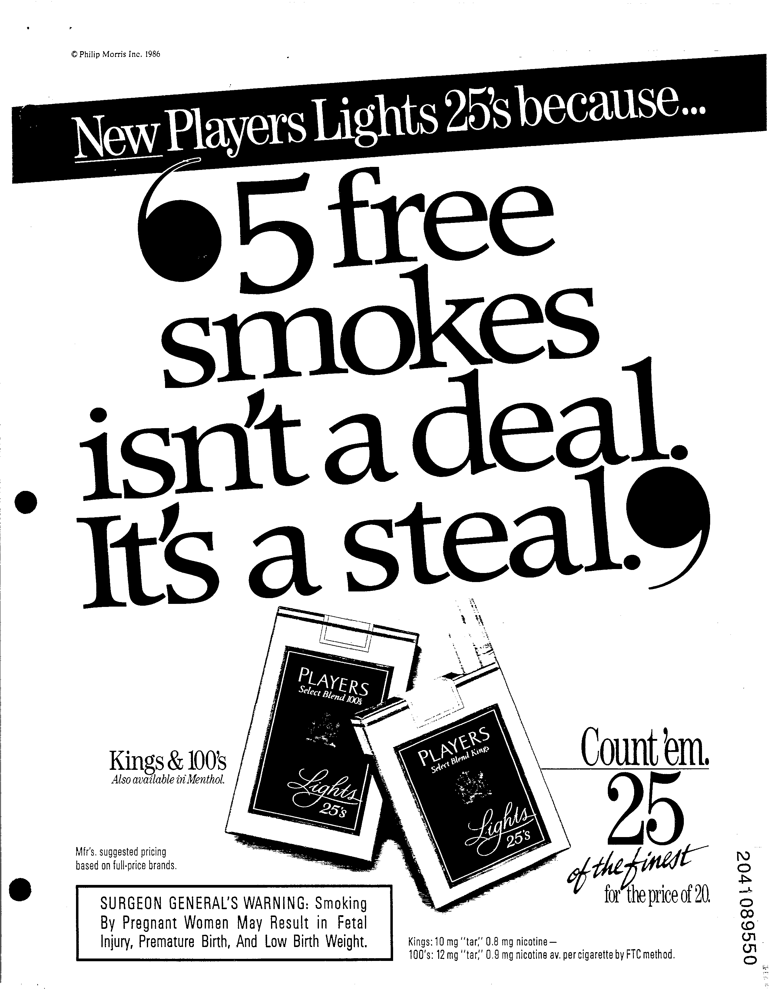 © Philip Morris Inc. 1986
New Players Lights 25's because...
‘5 free
smokes
isn't a deal.
It's a steal.’
PLAYERS
Select Blend 100's
Lights
25's
PLAYERS
Select Blend Kings
Lights
25's
Kings & 100's
Also available in Menthol.
Count 'em.
25
of the finest
for the price of 20.
Mfr's. suggested pricing
based on full-price brands.
SURGEON GENERAL'S WARNING: Smoking
By Pregnant Women May Result in Fetal
Injury, Premature Birth, And Low Birth Weight.
Kings: 10 mg "tar," 0.8 mg nicotine—
100's: 12 mg "tar," 0.9 mg nicotine av. per cigarette by FTC method.
2041089550